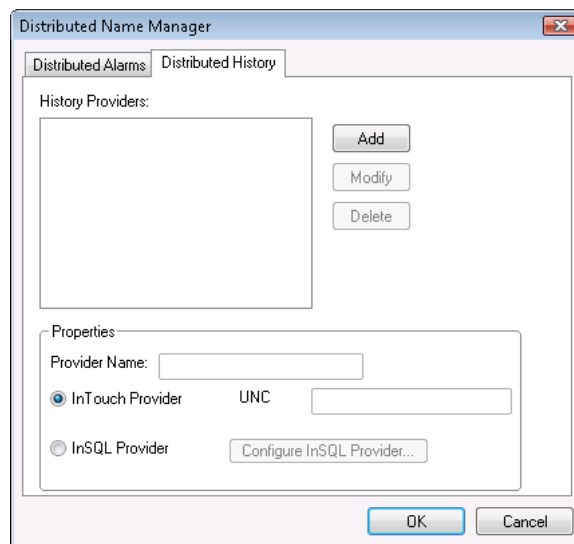 Distributed Name Manager
Distributed Alarms Distributed History
History Providers:
Add
Modify
Delete
Properties
Provider Name:
InTouch Provider UNC
InSQL Provider Configure InSQL Provider...
OK Cancel